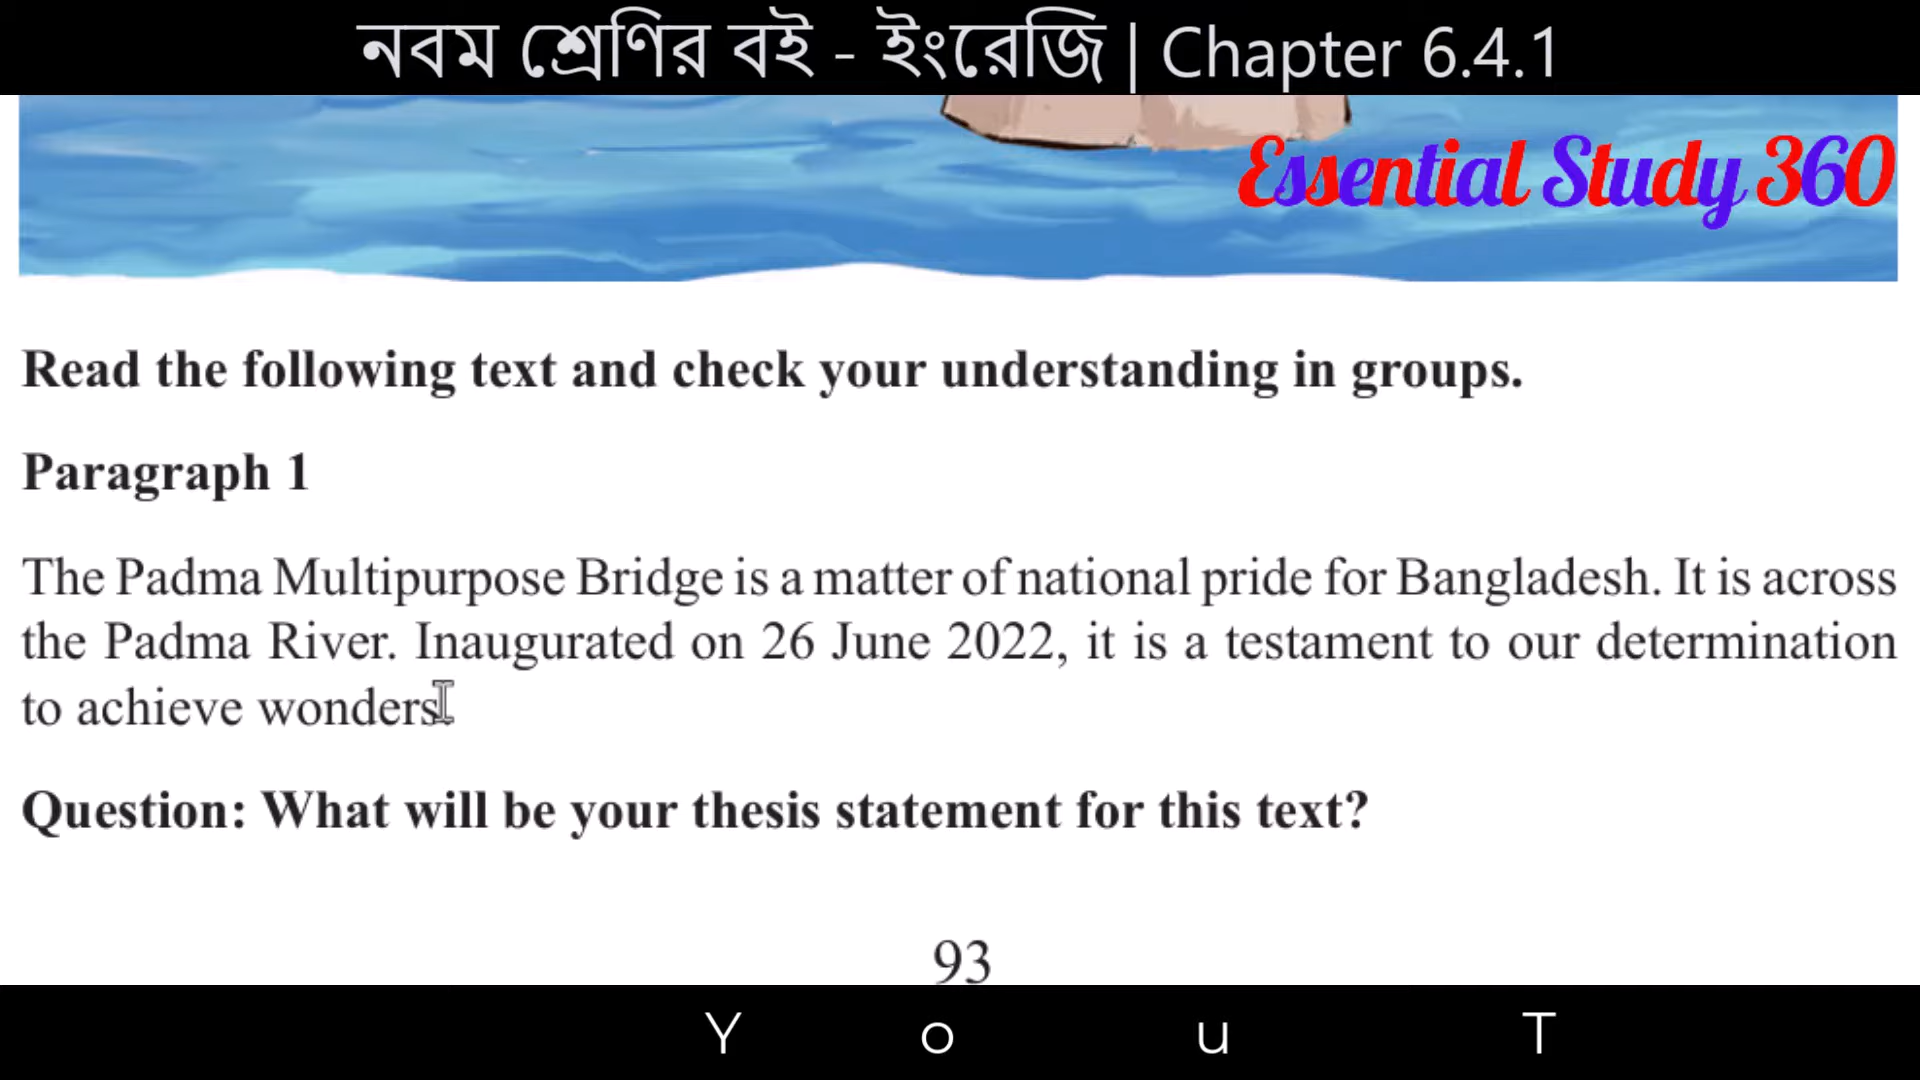 নবম শ্রেণির বই - ইংরেজি | Chapter 6.4.1
Essential Study 360
Read the following text and check your understanding in groups.
Paragraph 1
The Padma Multipurpose Bridge is a matter of national pride for Bangladesh. It is across
the Padma River. Inaugurated on 26 June 2022, it is a testament to our determination
to achieve wonders.
Question: What will be your thesis statement for this text?
93
Y o u T